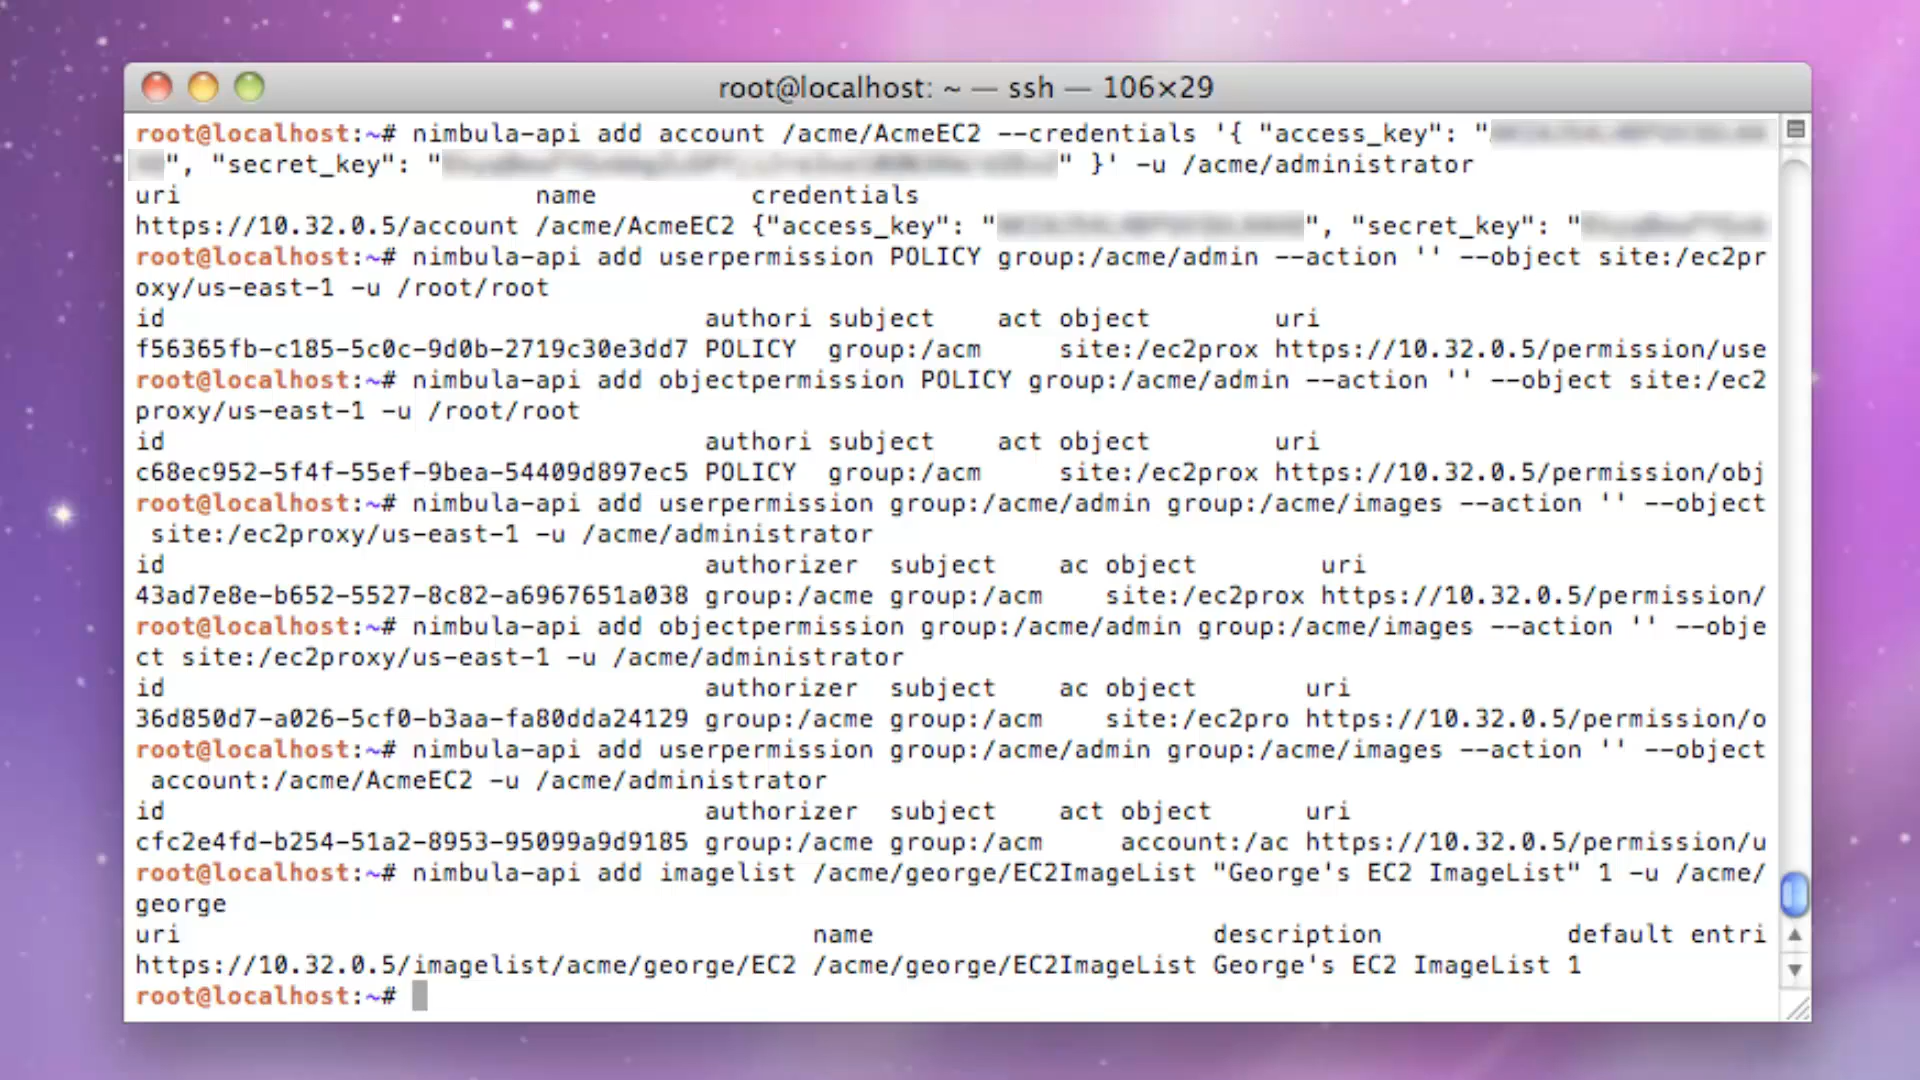 root@localhost: ~ — ssh — 106×29
root@localhost:~# nimbula-api add account /acme/AcmeEC2 --credentials '{ "access_key": "
", "secret_key": "" }' -u /acme/administrator
uri name credentials
https://10.32.0.5/account /acme/AcmeEC2 {"access_key": "", "secret_key": "
root@localhost:~# nimbula-api add userpermission POLICY group:/acme/admin --action '' --object site:/ec2pr
oxy/us-east-1 -u /root/root
id authori subject act object uri
f56365fb-c185-5c0c-9d0b-2719c30e3dd7 POLICY group:/acm site:/ec2prox https://10.32.0.5/permission/use
root@localhost:~# nimbula-api add objectpermission POLICY group:/acme/admin --action '' --object site:/ec2
proxy/us-east-1 -u /root/root
id authori subject act object uri
c68ec952-5f4f-55ef-9bea-54409d897ec5 POLICY group:/acm site:/ec2prox https://10.32.0.5/permission/obj
root@localhost:~# nimbula-api add userpermission group:/acme/admin group:/acme/images --action '' --object
site:/ec2proxy/us-east-1 -u /acme/administrator
id authorizer subject ac object uri
43ad7e8e-b652-5527-8c82-a6967651a038 group:/acme group:/acm site:/ec2prox https://10.32.0.5/permission/
root@localhost:~# nimbula-api add objectpermission group:/acme/admin group:/acme/images --action '' --obje
ct site:/ec2proxy/us-east-1 -u /acme/administrator
id authorizer subject ac object uri
36d850d7-a026-5cf0-b3aa-fa80dda24129 group:/acme group:/acm site:/ec2pro https://10.32.0.5/permission/o
root@localhost:~# nimbula-api add userpermission group:/acme/admin group:/acme/images --action '' --object
account:/acme/AcmeEC2 -u /acme/administrator
id authorizer subject act object uri
cfc2e4fd-b254-51a2-8953-95099a9d9185 group:/acme group:/acm account:/ac https://10.32.0.5/permission/u
root@localhost:~# nimbula-api add imagelist /acme/george/EC2ImageList "George's EC2 ImageList" 1 -u /acme/
george
uri name description default entri
https://10.32.0.5/imagelist/acme/george/EC2 /acme/george/EC2ImageList George's EC2 ImageList 1
root@localhost:~#